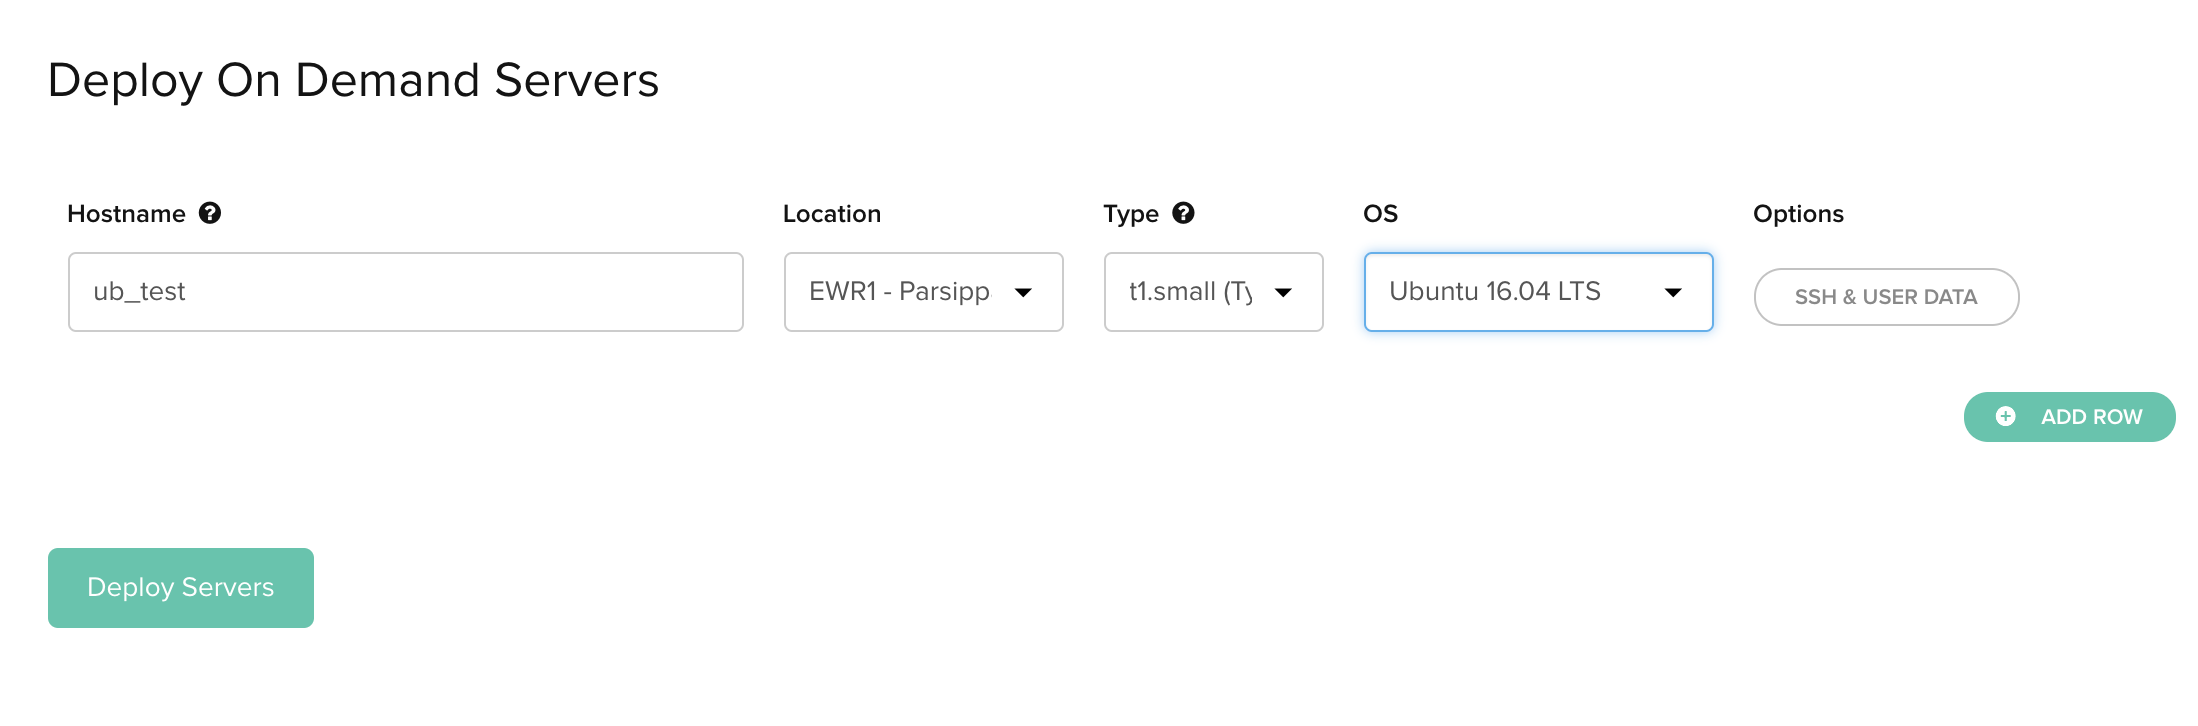 Deploy On Demand Servers
Hostname Location Type OS Options
ub_test EWR1 - Parsipp t1.small (Ty Ubuntu 16.04 LTS SSH & USER DATA
ADD ROW
Deploy Servers